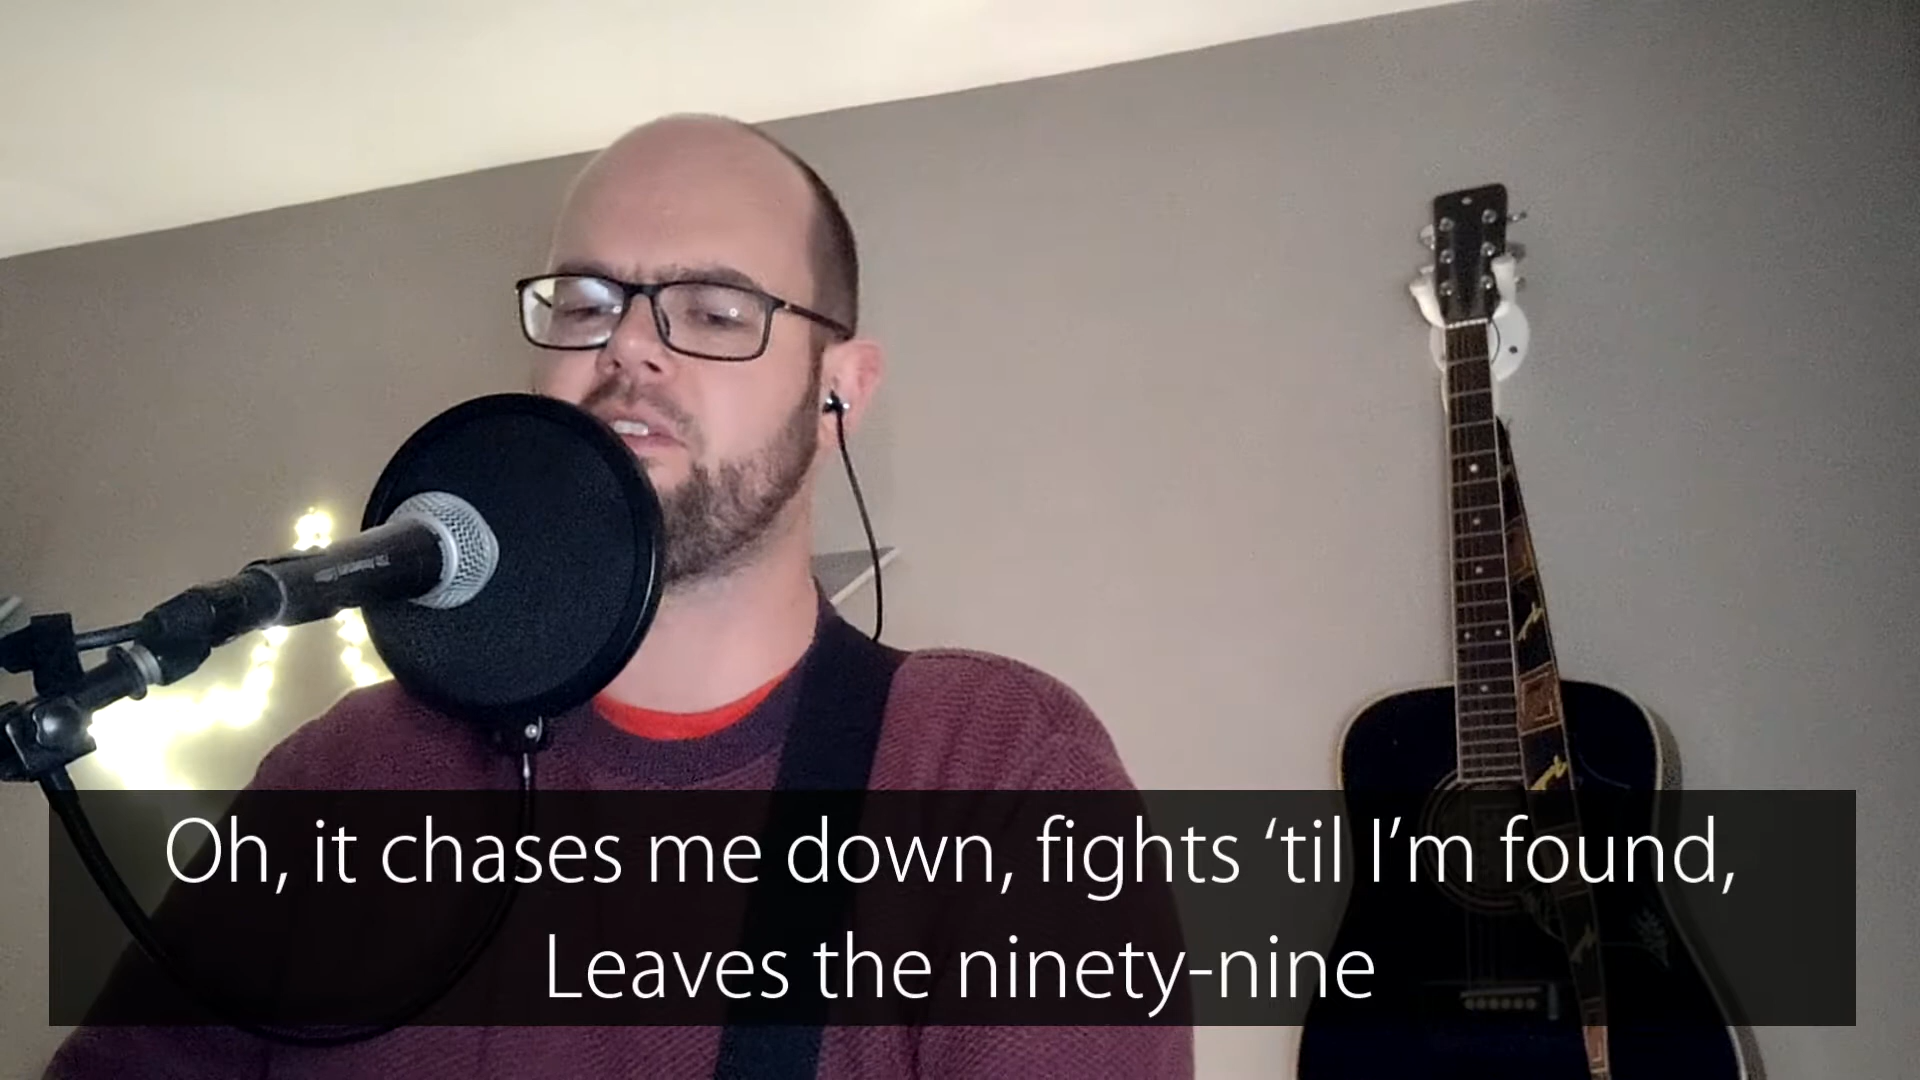 Oh, it chases me down, fights ‘til I’m found,
Leaves the ninety-nine